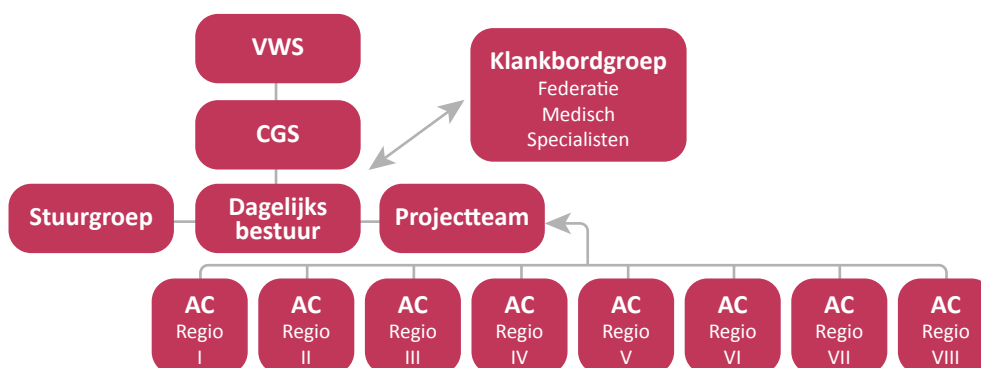 VWS
Klankbordgroep
Federatie
Medisch
Specialisten
CGS
Stuurgroep
Dagelijks
bestuur
Projectteam
AC
Regio
I
AC
Regio
II
AC
Regio
III
AC
Regio
IV
AC
Regio
V
AC
Regio
VI
AC
Regio
VII
AC
Regio
VIII